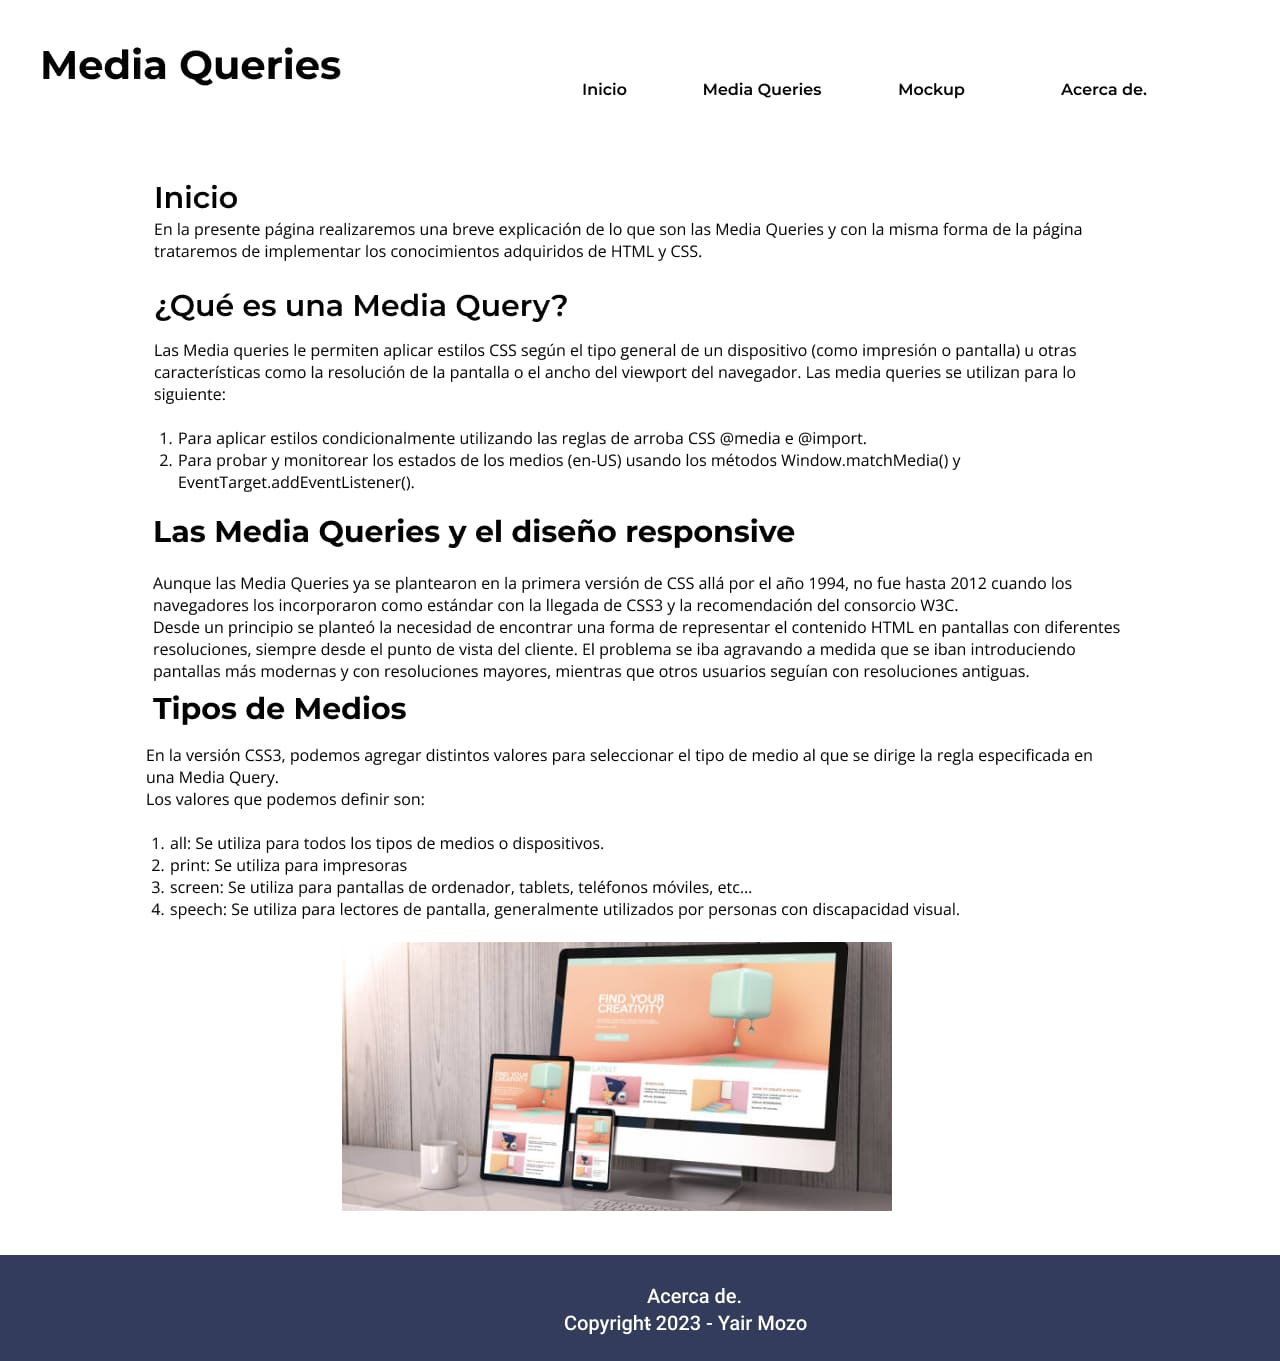 Media Queries
Inicio Media Queries Mockup Acerca de.
Inicio
En la presente página realizaremos una breve explicación de lo que son las Media Queries y con la misma forma de la página
trataremos de implementar los conocimientos adquiridos de HTML y CSS.
¿Qué es una Media Query?
Las Media queries le permiten aplicar estilos CSS según el tipo general de un dispositivo (como impresión o pantalla) u otras
características como la resolución de la pantalla o el ancho del viewport del navegador. Las media queries se utilizan para lo
siguiente:
1. Para aplicar estilos condicionalmente utilizando las reglas de arroba CSS @media e @import.
2. Para probar y monitorear los estados de los medios (en-US) usando los métodos Window.matchMedia() y
EventTarget.addEventListener().
Las Media Queries y el diseño responsive
Aunque las Media Queries ya se plantearon en la primera versión de CSS allá por el año 1994, no fue hasta 2012 cuando los
navegadores los incorporaron como estándar con la llegada de CSS3 y la recomendación del consorcio W3C.
Desde un principio se planteó la necesidad de encontrar una forma de representar el contenido HTML en pantallas con diferentes
resoluciones, siempre desde el punto de vista del cliente. El problema se iba agravando a medida que se iban introduciendo
pantallas más modernas y con resoluciones mayores, mientras que otros usuarios seguían con resoluciones antiguas.
Tipos de Medios
En la versión CSS3, podemos agregar distintos valores para seleccionar el tipo de medio al que se dirige la regla especificada en
una Media Query.
Los valores que podemos definir son:
1. all: Se utiliza para todos los tipos de medios o dispositivos.
2. print: Se utiliza para impresoras
3. screen: Se utiliza para pantallas de ordenador, tablets, teléfonos móviles, etc...
4. speech: Se utiliza para lectores de pantalla, generalmente utilizados por personas con discapacidad visual.
FIND YOUR
CREATIVITY
LATEST
FIND YOUR
CREATIVITY
Acerca de.
Copyright 2023 - Yair Mozo